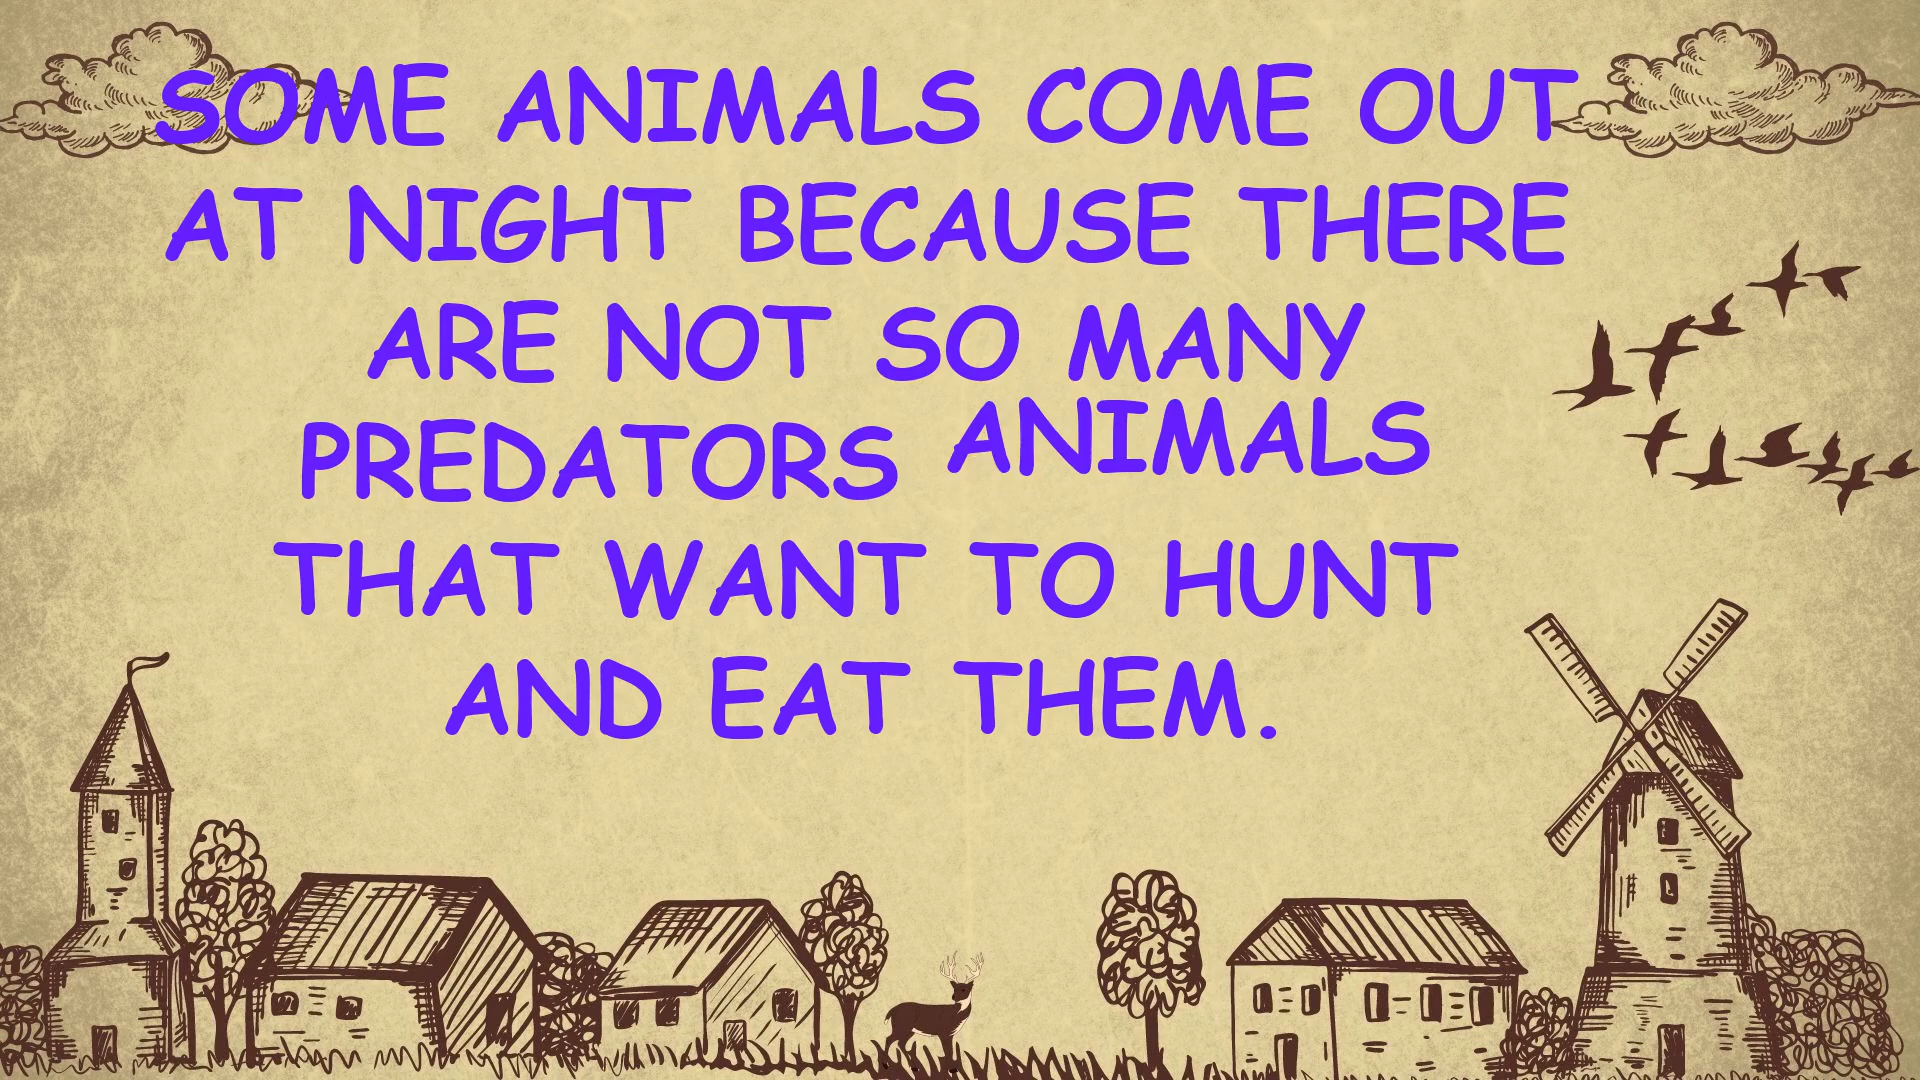 SOME ANIMALS COME OUT
AT NIGHT BECAUSE THERE
ARE NOT SO MANY
PREDATORS ANIMALS
THAT WANT TO HUNT
AND EAT THEM.